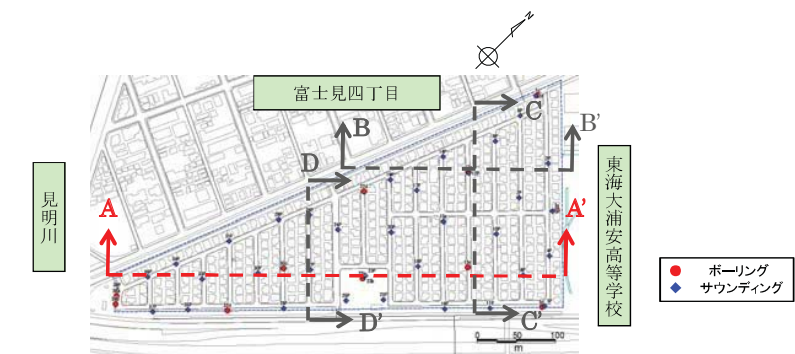 N
富士見四丁目
見明川
東海大浦安高等学校
A
A'
B
B'
C
C'
D
D'
ボーリング
サウンディング
0 50 100
m